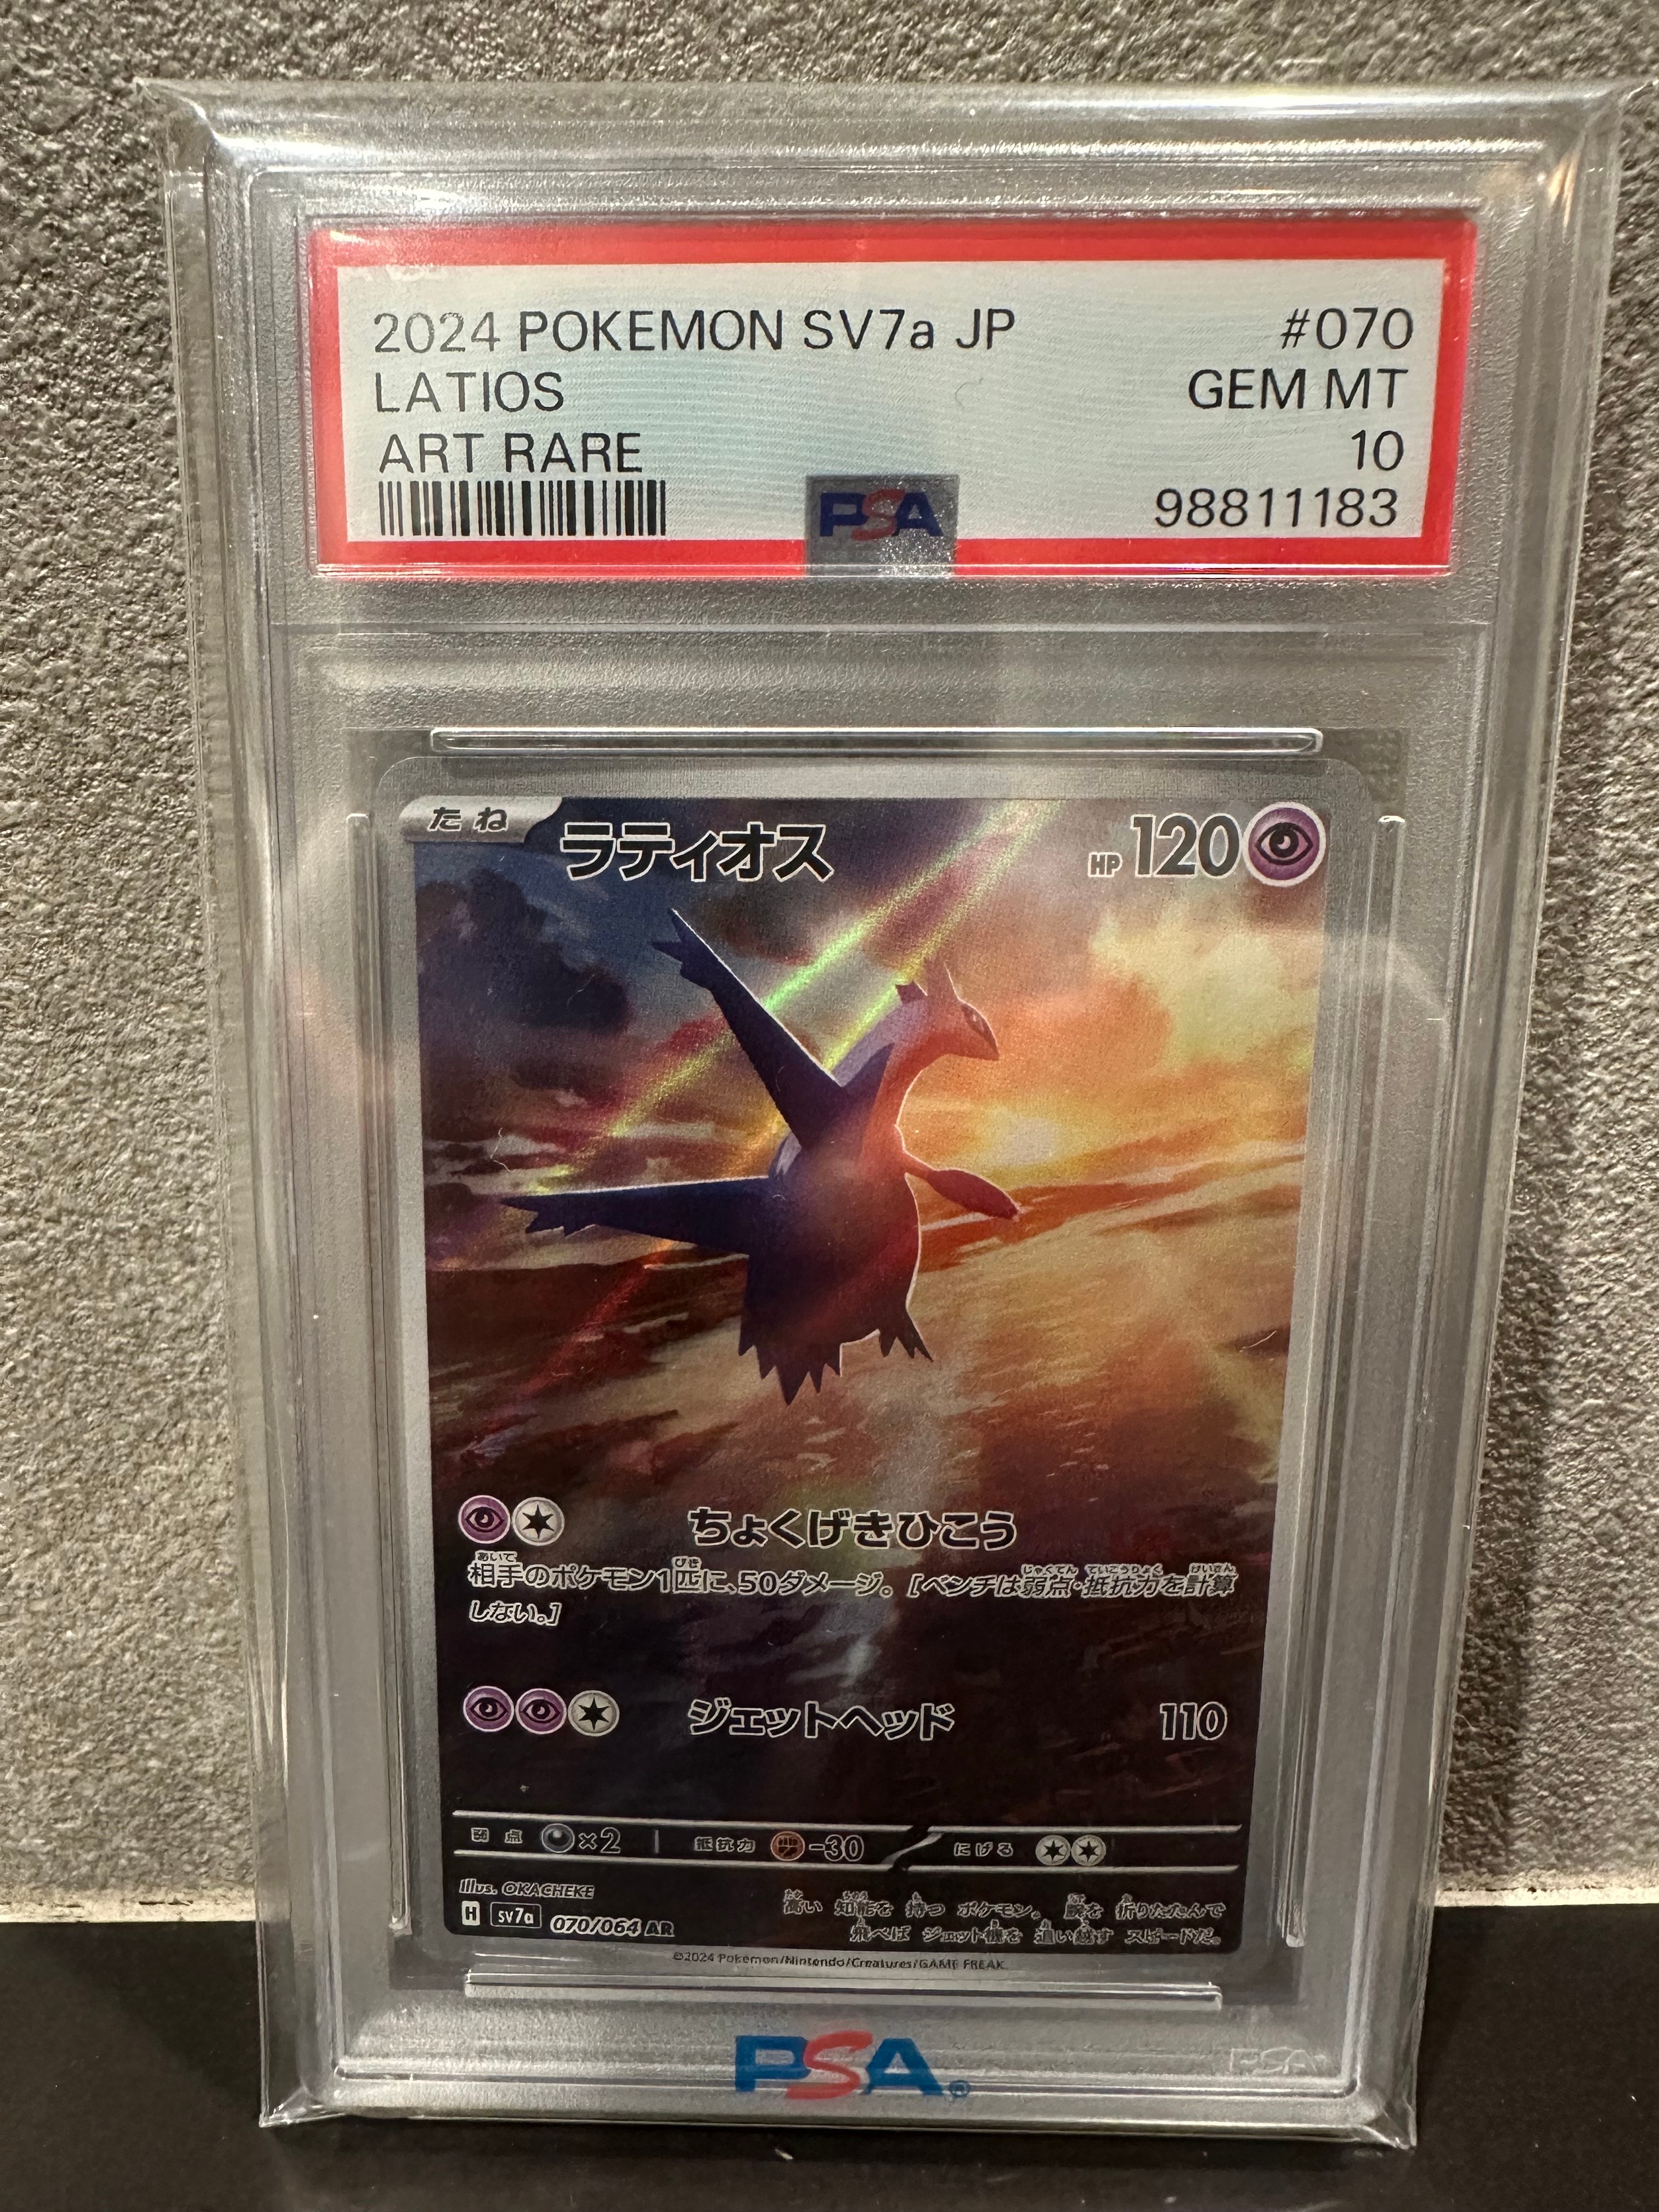 2024 POKEMON SV7a JP #070
LATIOS GEM MT
ART RARE 10
PSA 98811183
たね ラティオス HP 120
ちょくげきひこう
相手のポケモン1匹に、50ダメージ。[ベンチは弱点・抵抗力を計算
しない。]
ジェットヘッド 110
弱点 ×2 抵抗力 -30 にげる
Illus. OKACHEKE
H SV7a 070/064 AR
高い 知能を 持つ ポケモン。 腕を 折りたたんで
飛べば ジェット機を 追い越す スピードだ。
©2024 Pokémon/Nintendo/Creatures/GAME FREAK.
PSA®
PSA